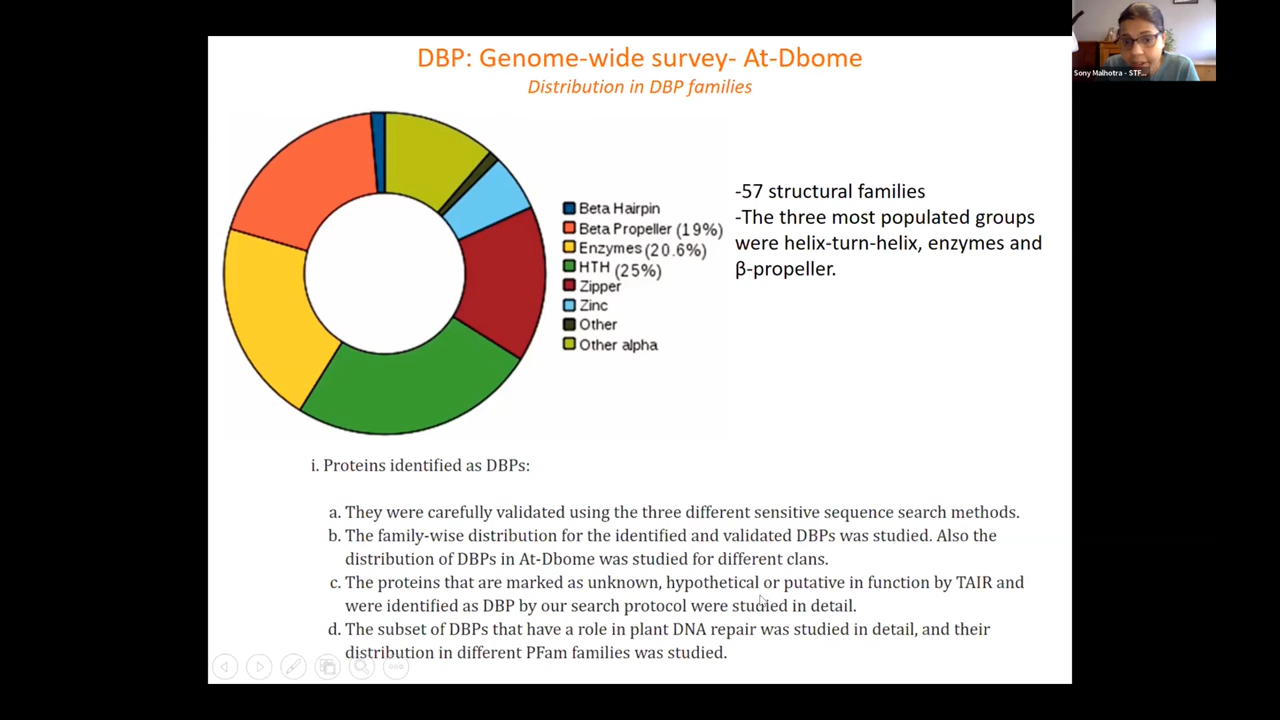 DBP: Genome-wide survey- At-Dbome
Distribution in DBP families
Sony Malhotra - STF...
Beta Hairpin
Beta Propeller (19%)
Enzymes (20.6%)
HTH (25%)
Zipper
Zinc
Other
Other alpha
-57 structural families
-The three most populated groups
were helix-turn-helix, enzymes and
β-propeller.
i. Proteins identified as DBPs:
a. They were carefully validated using the three different sensitive sequence search methods.
b. The family-wise distribution for the identified and validated DBPs was studied. Also the
distribution of DBPs in At-Dbome was studied for different clans.
c. The proteins that are marked as unknown, hypothetical or putative in function by TAIR and
were identified as DBP by our search protocol were studied in detail.
d. The subset of DBPs that have a role in plant DNA repair was studied in detail, and their
distribution in different PFam families was studied.